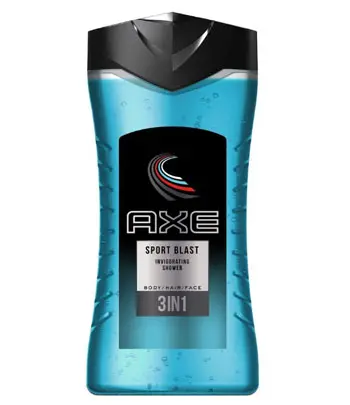 AXE
SPORT BLAST
INVIGORATING
SHOWER
BODY/HAIR/FACE
3IN1